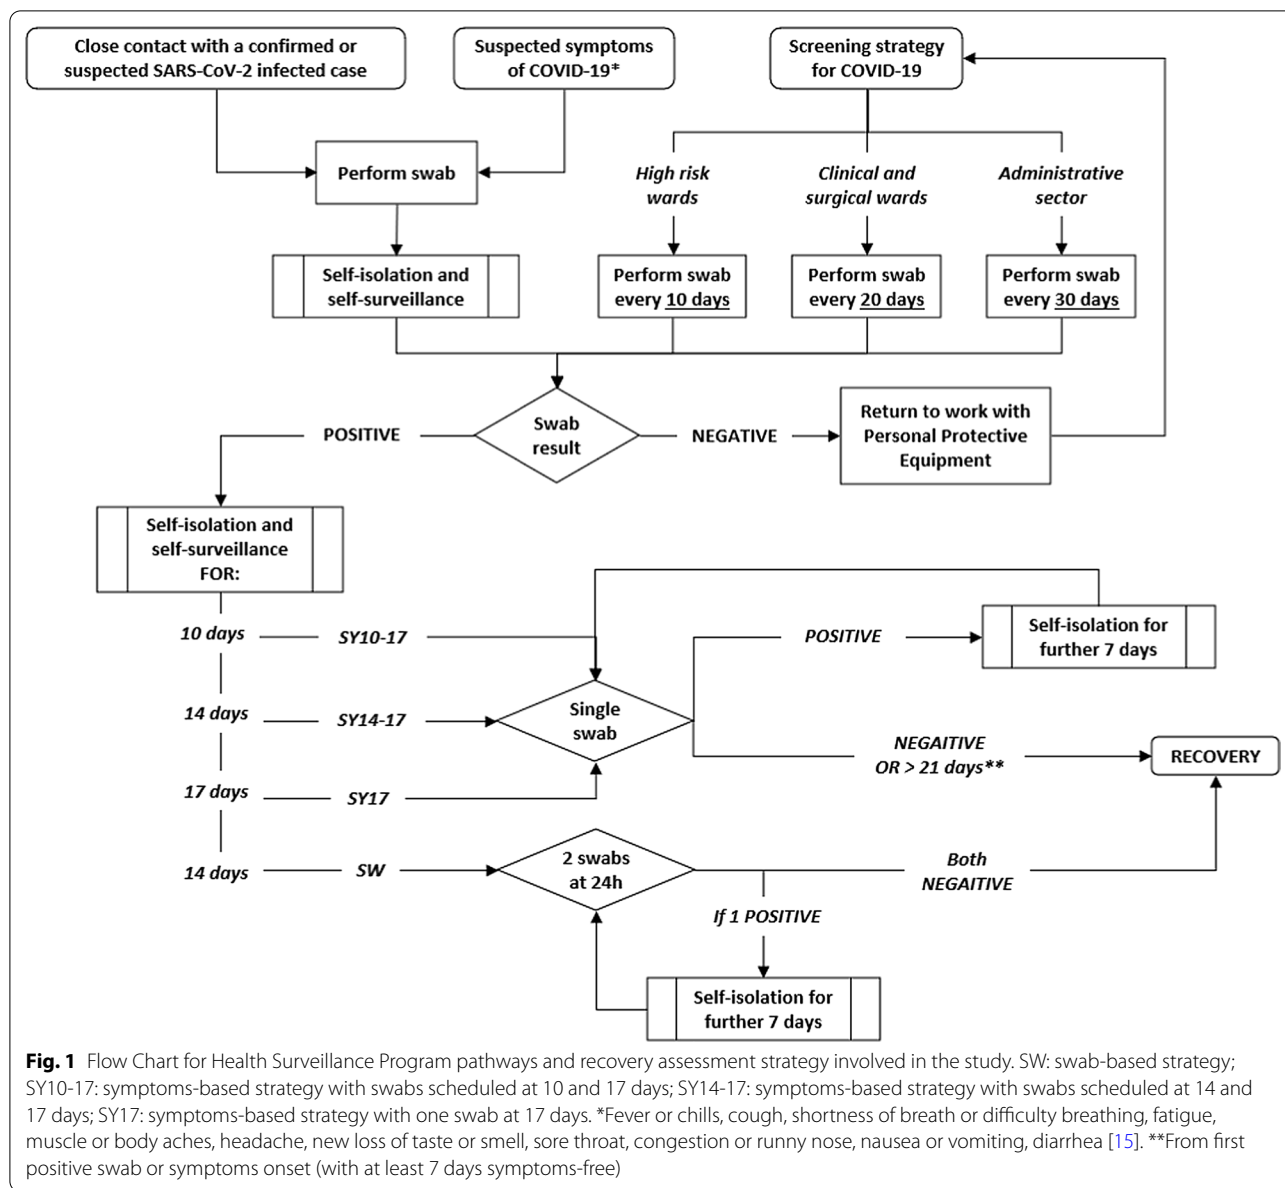 Close contact with a confirmed or
suspected SARS-CoV-2 infected case
Suspected symptoms
of COVID-19*
Screening strategy
for COVID-19
Perform swab
High risk
wards
Clinical and
surgical wards
Administrative
sector
Self-isolation and
self-surveillance
Perform swab
every 10 days
Perform swab
every 20 days
Perform swab
every 30 days
POSITIVE
Swab
result
NEGATIVE
Return to work with
Personal Protective
Equipment
Self-isolation and
self-surveillance
FOR:
10 days
SY10-17
POSITIVE
Self-isolation for
further 7 days
14 days
SY14-17
Single
swab
NEGAITIVE
OR > 21 days**
RECOVERY
17 days
SY17
14 days
SW
2 swabs
at 24h
Both
NEGAITIVE
If 1 POSITIVE
Self-isolation for
further 7 days
Fig. 1 Flow Chart for Health Surveillance Program pathways and recovery assessment strategy involved in the study. SW: swab-based strategy;
SY10-17: symptoms-based strategy with swabs scheduled at 10 and 17 days; SY14-17: symptoms-based strategy with swabs scheduled at 14 and
17 days; SY17: symptoms-based strategy with one swab at 17 days. *Fever or chills, cough, shortness of breath or difficulty breathing, fatigue,
muscle or body aches, headache, new loss of taste or smell, sore throat, congestion or runny nose, nausea or vomiting, diarrhea [15]. **From first
positive swab or symptoms onset (with at least 7 days symptoms-free)